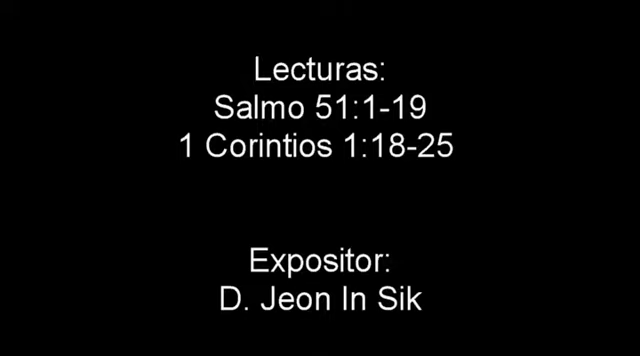 Lecturas:
Salmo 51:1-19
1 Corintios 1:18-25
Expositor:
D. Jeon In Sik